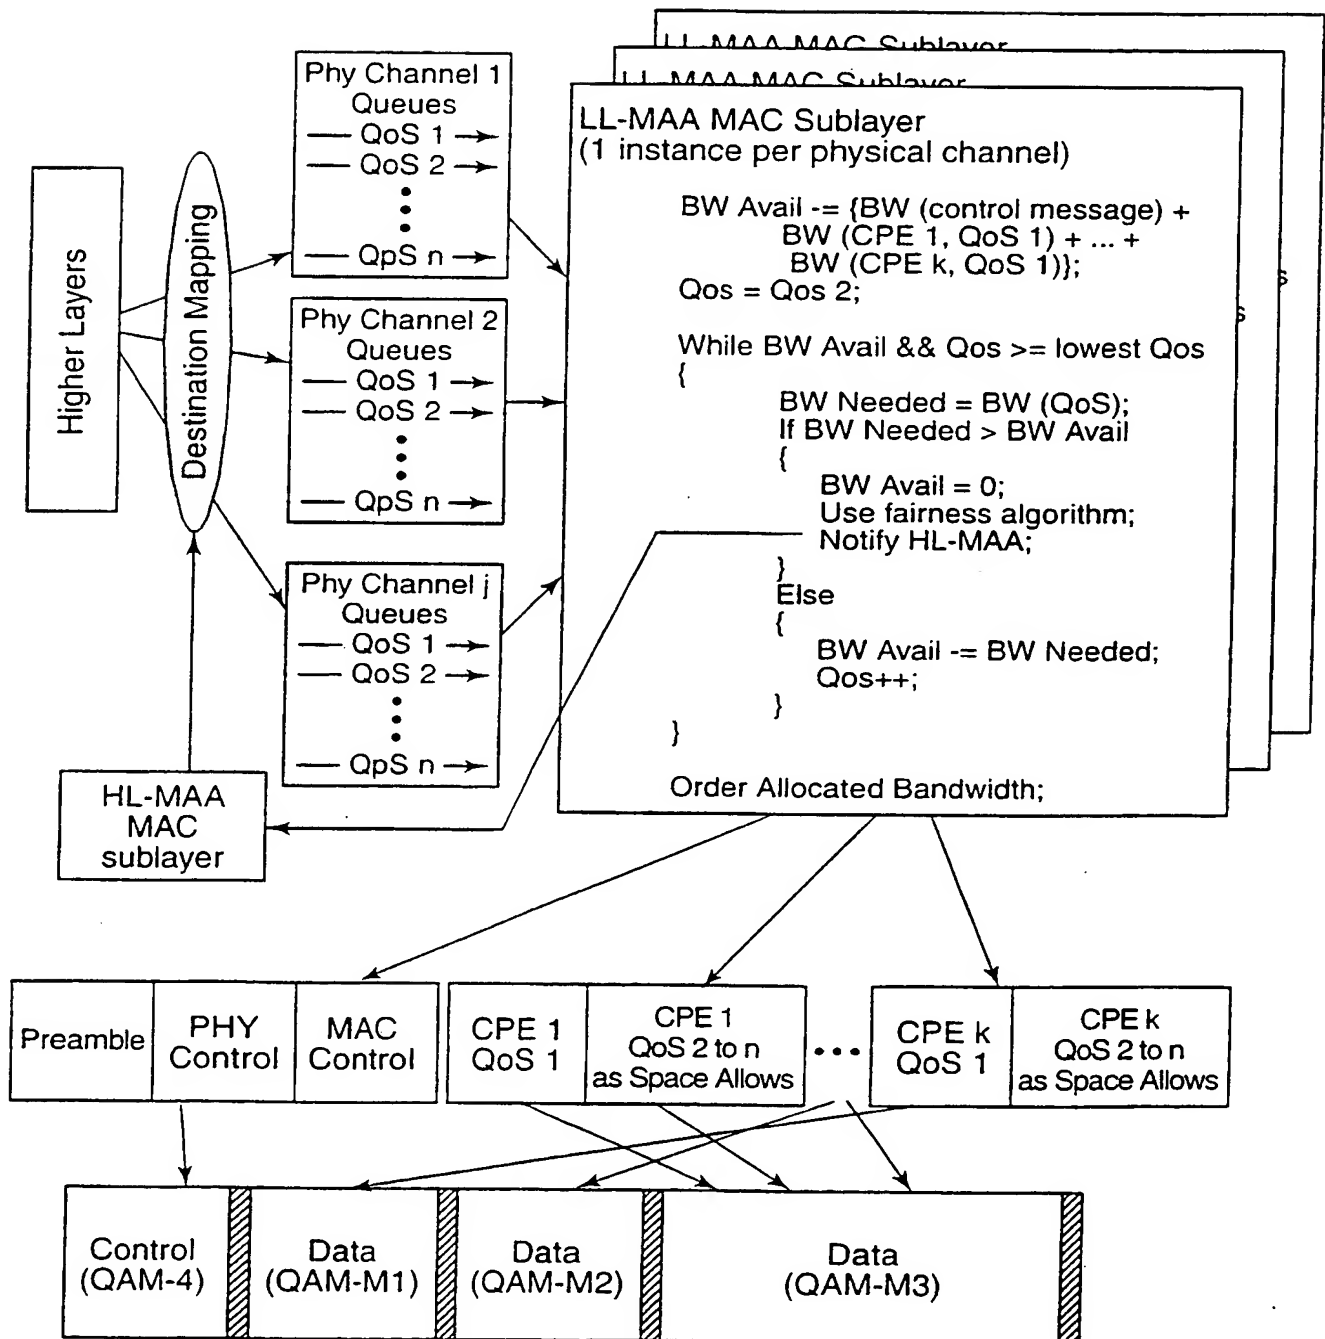 LL-MAA MAC Sublayer
LL-MAA MAC Sublayer
Higher Layers
Destination Mapping
Phy Channel 1
Queues
QoS 1
QoS 2
QpS n
Phy Channel 2
Queues
QoS 1
QoS 2
QpS n
Phy Channel j
Queues
QoS 1
QoS 2
QpS n
HL-MAA
MAC
sublayer
LL-MAA MAC Sublayer
(1 instance per physical channel)
BW Avail -= {BW (control message) +
BW (CPE 1, QoS 1) + ... +
BW (CPE k, QoS 1)};
Qos = Qos 2;
While BW Avail && Qos >= lowest Qos
{
BW Needed = BW (QoS);
If BW Needed > BW Avail
{
BW Avail = 0;
Use fairness algorithm;
Notify HL-MAA;
}
Else
{
BW Avail -= BW Needed;
Qos++;
}
}
Order Allocated Bandwidth;
s
s
Preamble
PHY
Control
MAC
Control
CPE 1
QoS 1
CPE 1
QoS 2 to n
as Space Allows
CPE k
QoS 1
CPE k
QoS 2 to n
as Space Allows
Control
(QAM-4)
Data
(QAM-M1)
Data
(QAM-M2)
Data
(QAM-M3)